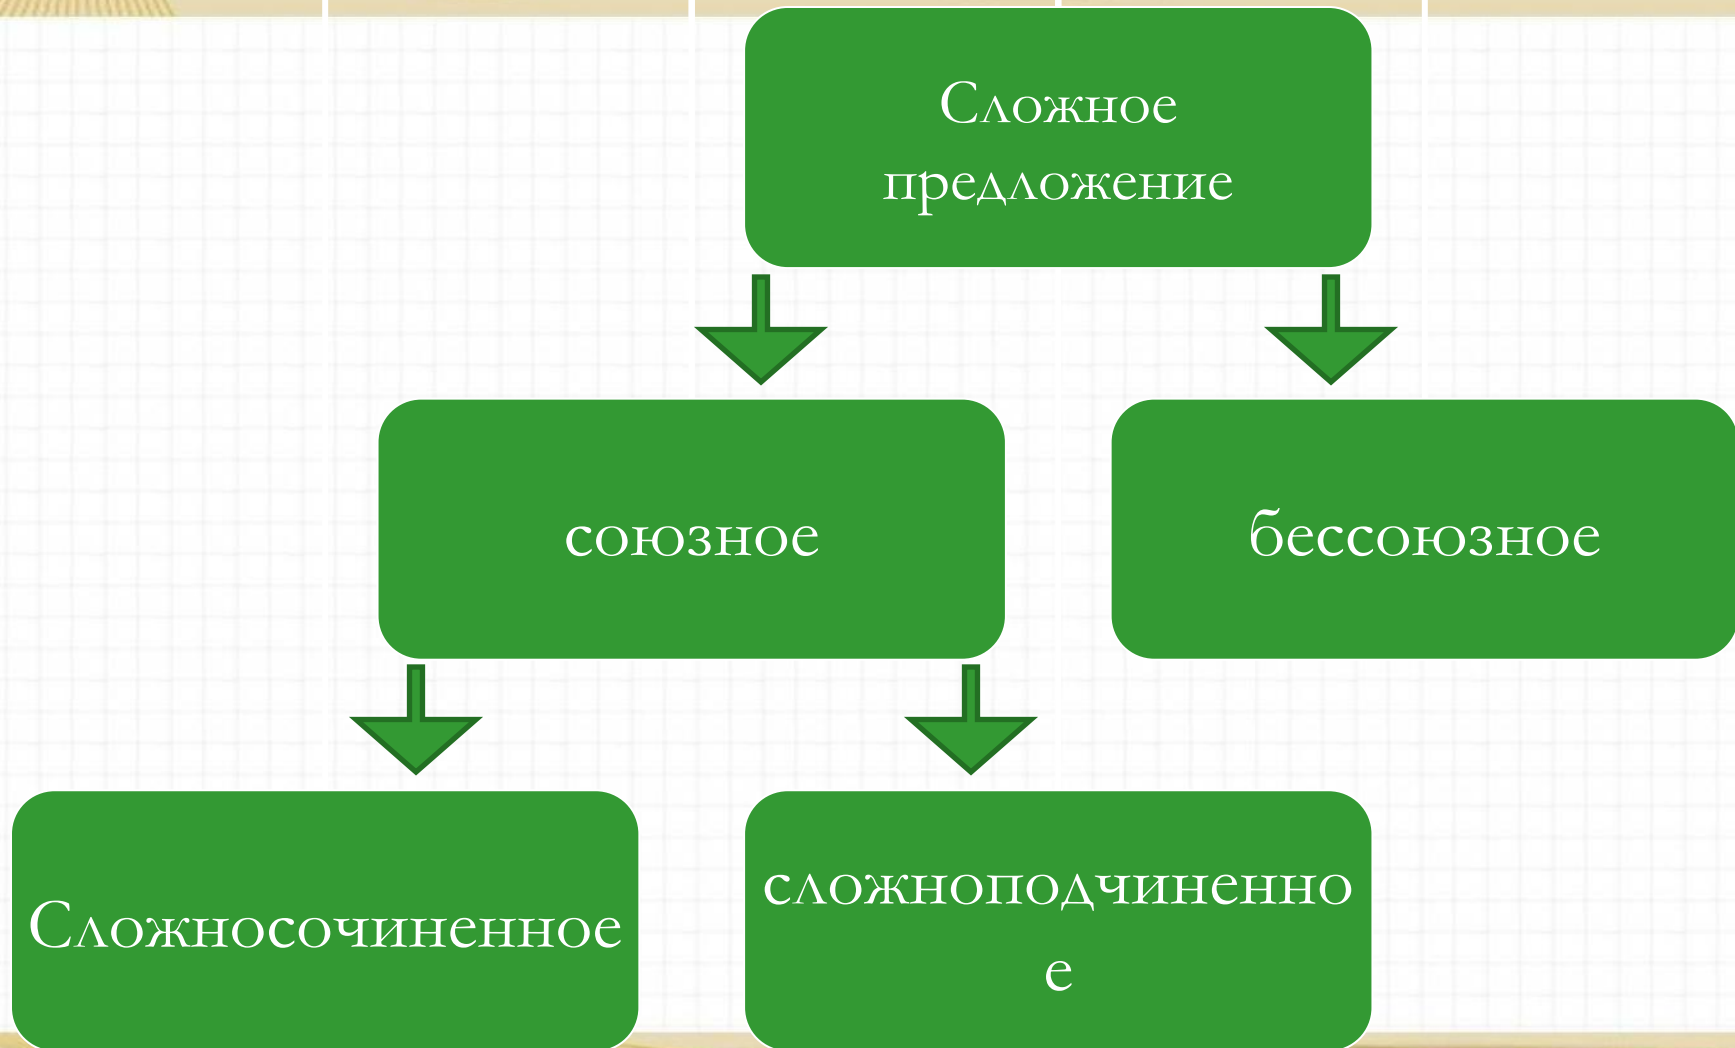 Сложное
предложение
союзное
бессоюзное
Сложносочиненное
сложноподчиненно
е